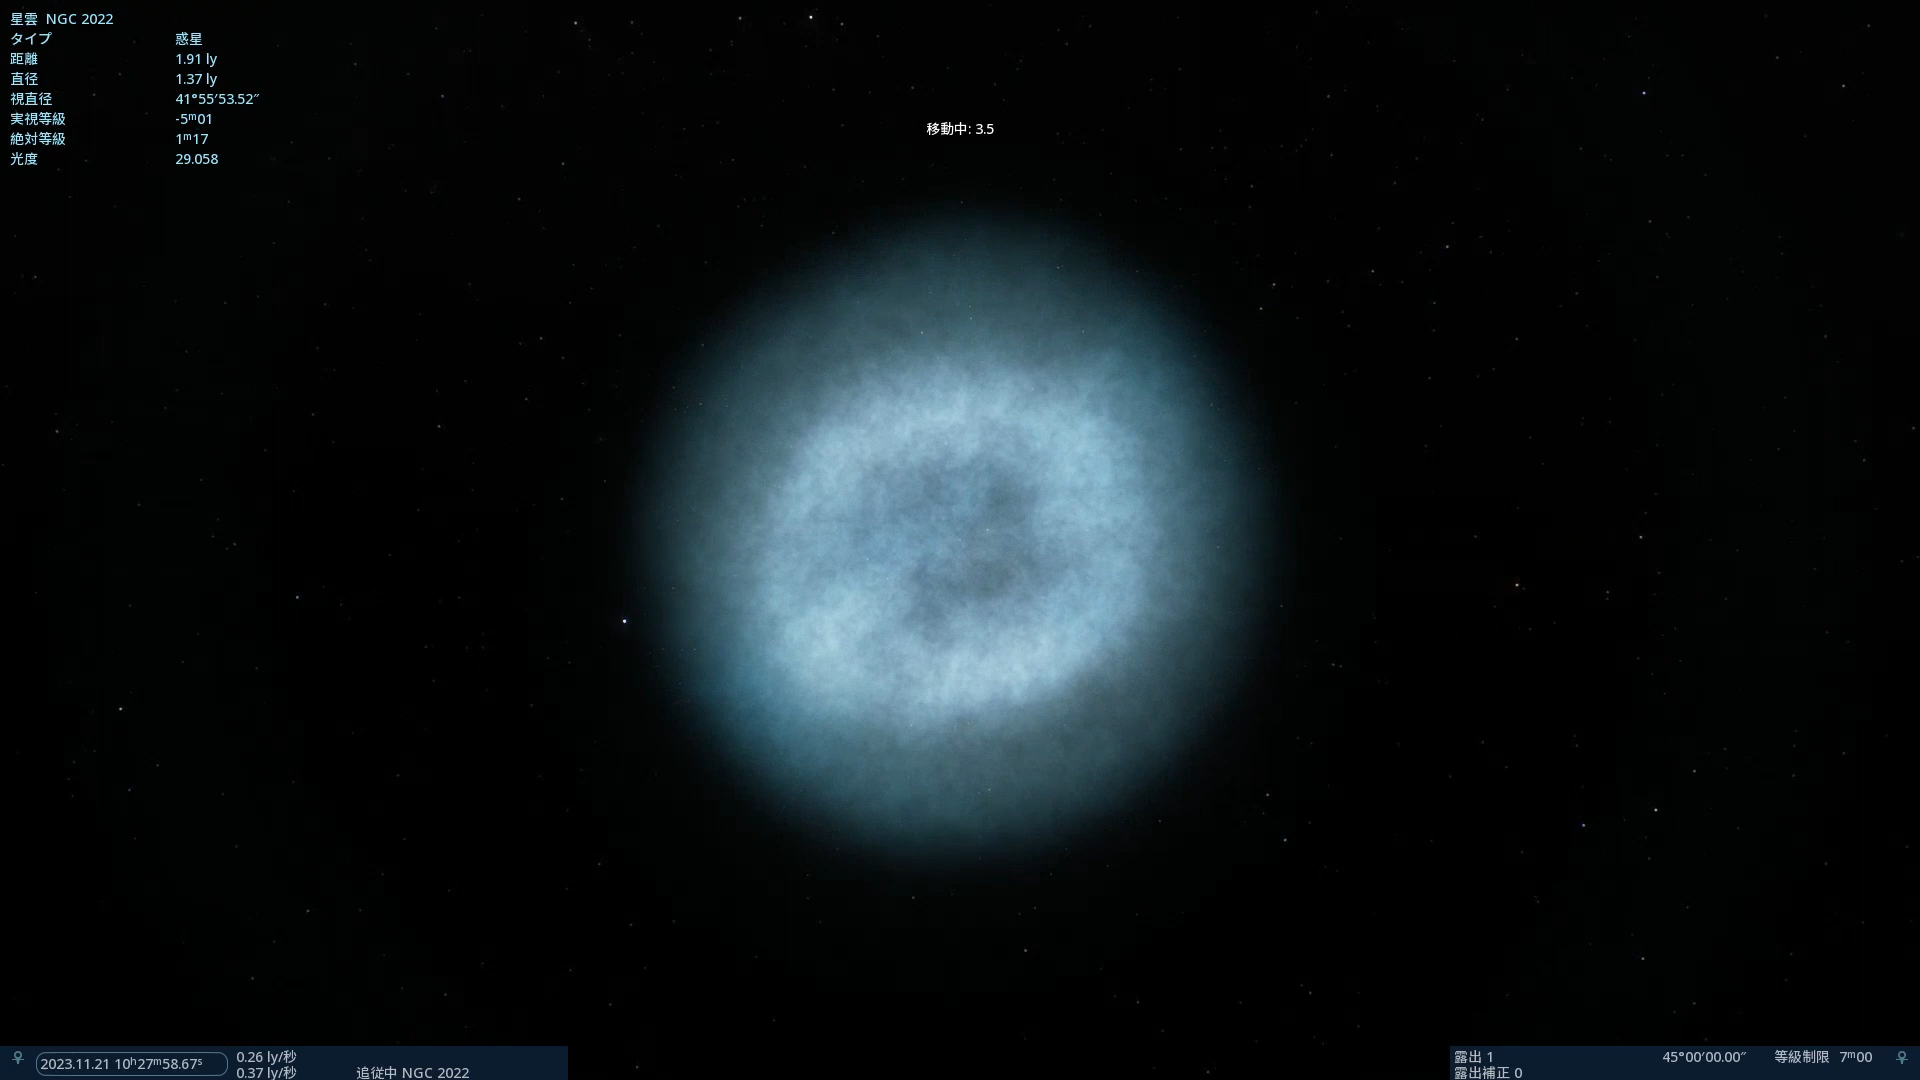 星雲 NGC 2022
タイプ 惑星
距離 1.91 ly
直径 1.37 ly
視直径 41°55′53.52″
実視等級 -5ᵐ01
絶対等級 1ᵐ17
光度 29.058
移動中: 3.5
2023.11.21 10ʰ27ᵐ58.67ˢ
0.26 ly/秒
0.37 ly/秒 追従中 NGC 2022
露出 1 45°00′00.00″ 等級制限 7ᵐ00
露出補正 0